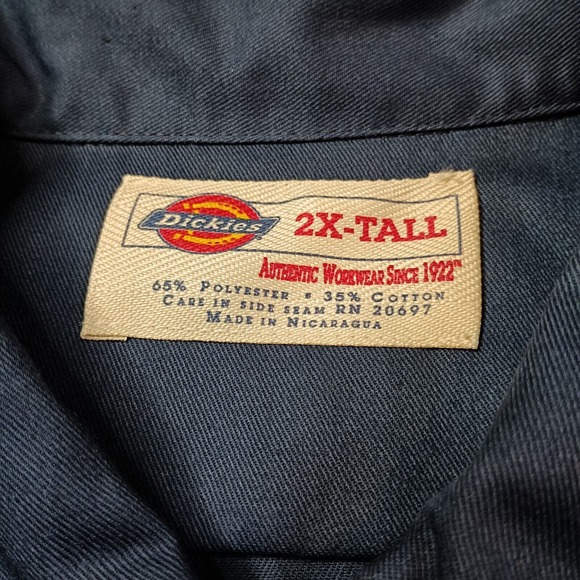 Dickies
2X-TALL
AUTHENTIC WORKWEAR SINCE 1922™
65% POLYESTER • 35% COTTON
CARE IN SIDE SEAM RN 20697
MADE IN NICARAGUA